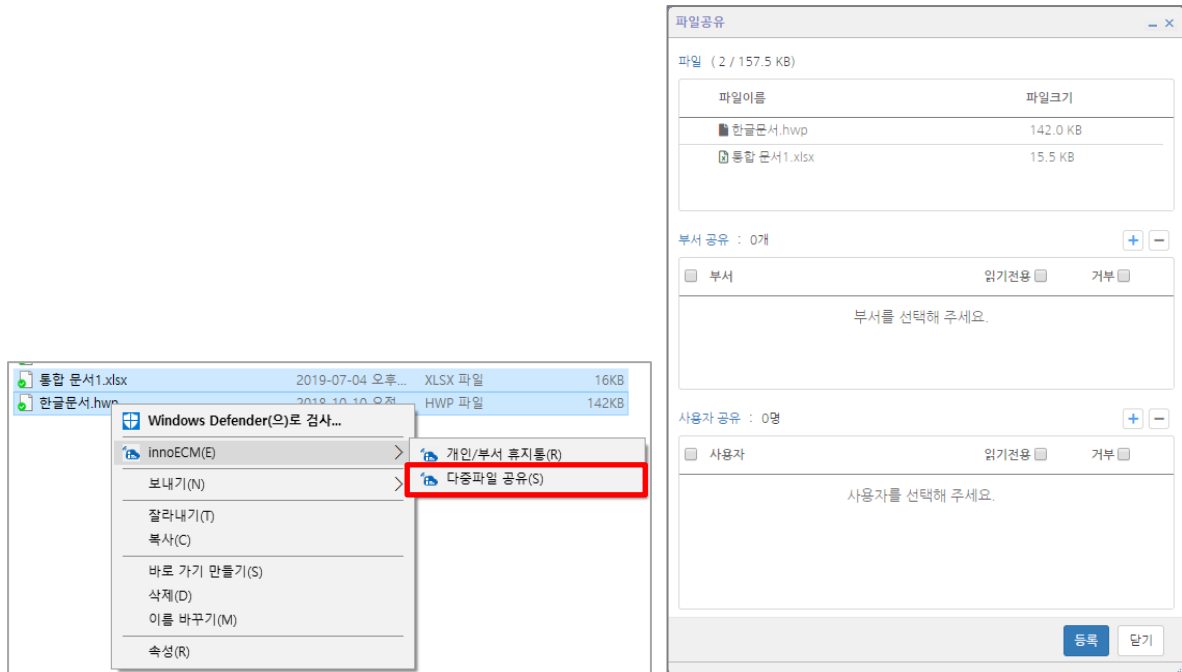 통합 문서1.xlsx 2019-07-04 오후... XLSX 파일 16KB
한글문서.hwp 2018-10-10 오전... HWP 파일 142KB
Windows Defender(으)로 검사...
innoECM(E)
개인/부서 휴지통(R)
다중파일 공유(S)
보내기(N)
잘라내기(T)
복사(C)
바로 가기 만들기(S)
삭제(D)
이름 바꾸기(M)
속성(R)
파일공유
파일 ( 2 / 157.5 KB)
파일이름 파일크기
한글문서.hwp 142.0 KB
통합 문서1.xlsx 15.5 KB
부서 공유 : 0개
부서 읽기전용 거부
부서를 선택해 주세요.
사용자 공유 : 0명
사용자 읽기전용 거부
사용자를 선택해 주세요.
등록 닫기